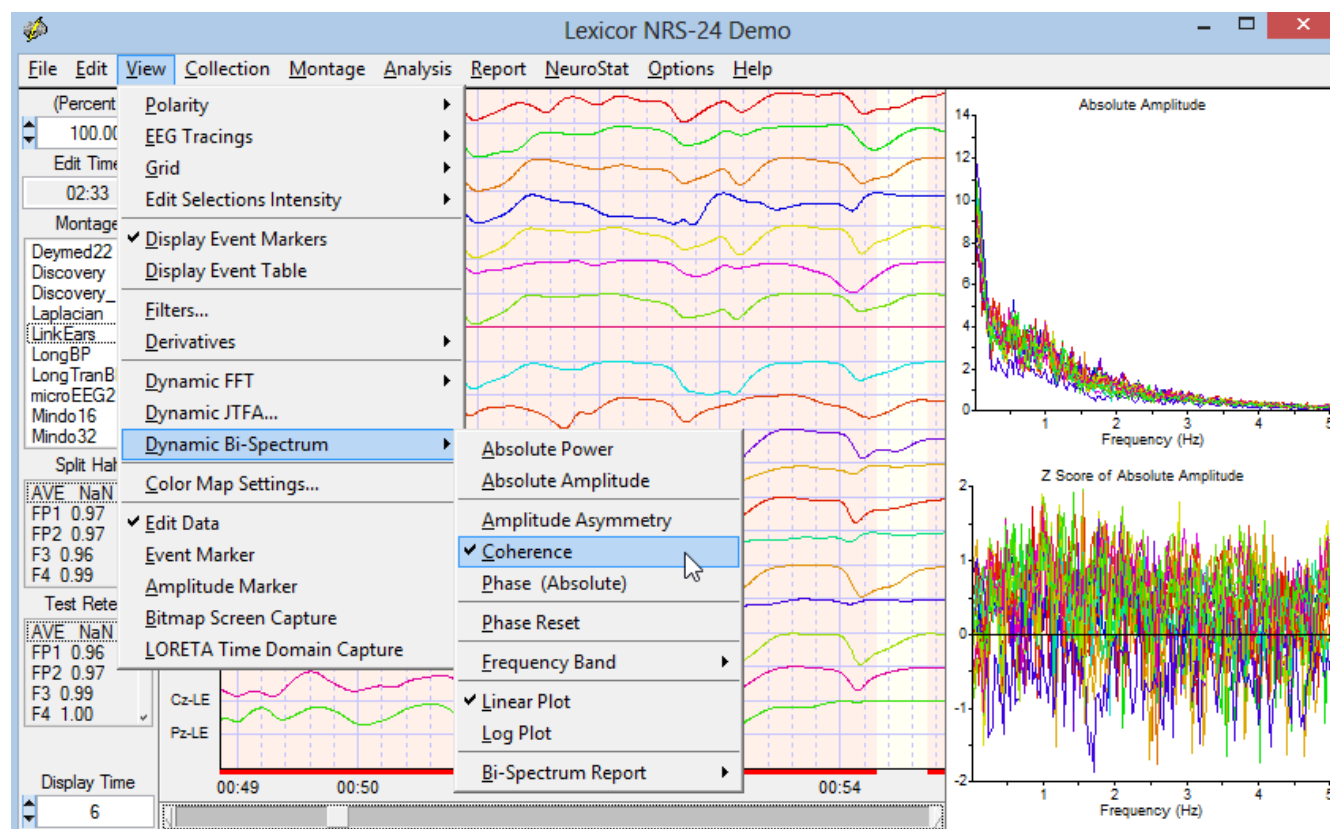 Lexicor NRS-24 Demo
File Edit View Collection Montage Analysis Report NeuroStat Options Help
(Percent
100.00
Edit Time
02:33
Montage
Deymed22
Discovery
Discovery_
Laplacian
LinkEars
LongBP
LongTranB
microEEG2
Mindo16
Mindo32
Split Hal
AVE NaN
FP1 0.97
FP2 0.97
F3 0.96
F4 0.99
Test Rete
AVE NaN
FP1 0.96
FP2 0.97
F3 0.99
F4 1.00
Display Time
6
Polarity
EEG Tracings
Grid
Edit Selections Intensity
Display Event Markers
Display Event Table
Filters...
Derivatives
Dynamic FFT
Dynamic JTFA...
Dynamic Bi-Spectrum
Color Map Settings...
Edit Data
Event Marker
Amplitude Marker
Bitmap Screen Capture
LORETA Time Domain Capture
Absolute Power
Absolute Amplitude
Amplitude Asymmetry
Coherence
Phase (Absolute)
Phase Reset
Frequency Band
Linear Plot
Log Plot
Bi-Spectrum Report
Cz-LE
Pz-LE
00:49 00:50 00:54
Absolute Amplitude
14
12
10
8
6
4
2
0
1 2 3 4 5
Frequency (Hz)
Z Score of Absolute Amplitude
2
1
0
-1
-2
1 2 3 4 5
Frequency (Hz)